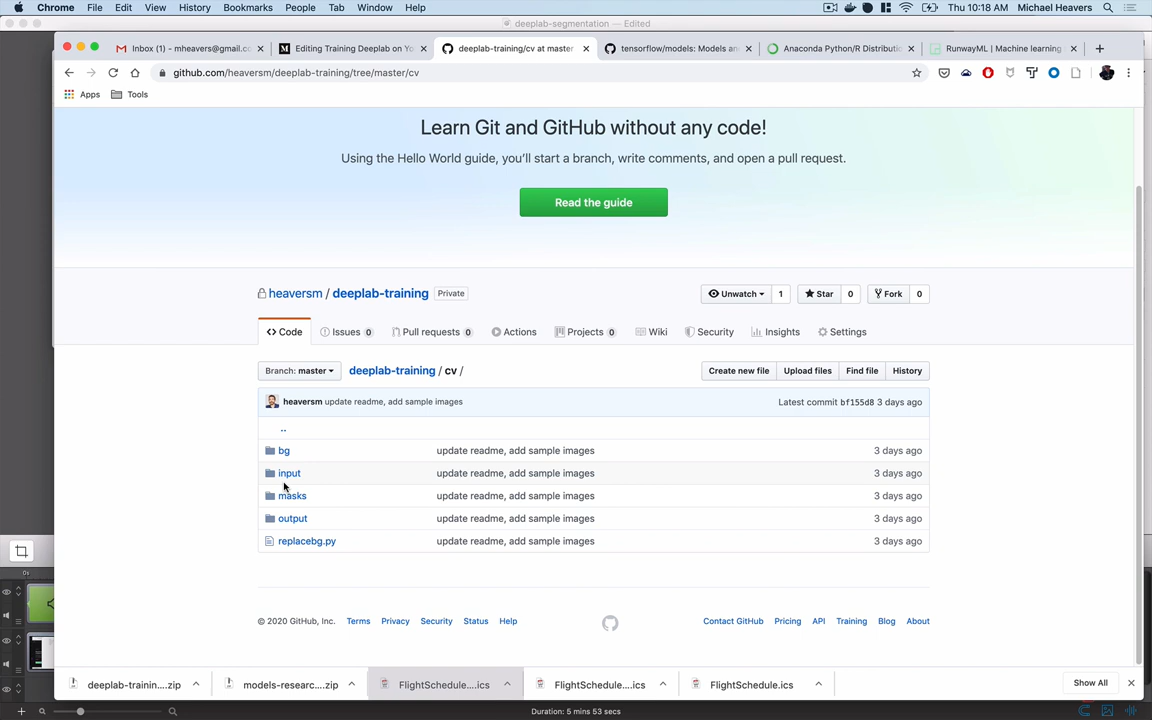 Chrome File Edit View History Bookmarks People Tab Window Help Thu 10:18 AM Michael Heavers
deeplab-segmentation — Edited
Inbox (1) - mheavers@gmail.c Editing Training Deeplab on Yo deeplab-training/cv at master tensorflow/models: Models an Anaconda Python/R Distributi RunwayML | Machine learning
github.com/heaversm/deeplab-training/tree/master/cv
Apps Tools
Learn Git and GitHub without any code!
Using the Hello World guide, you’ll start a branch, write comments, and open a pull request.
Read the guide
heaversm / deeplab-training Private Unwatch 1 Star 0 Fork 0
Code Issues 0 Pull requests 0 Actions Projects 0 Wiki Security Insights Settings
Branch: master deeplab-training / cv / Create new file Upload files Find file History
heaversm update readme, add sample images Latest commit bf155d8 3 days ago
..
bg update readme, add sample images 3 days ago
input update readme, add sample images 3 days ago
masks update readme, add sample images 3 days ago
output update readme, add sample images 3 days ago
replacebg.py update readme, add sample images 3 days ago
© 2020 GitHub, Inc. Terms Privacy Security Status Help Contact GitHub Pricing API Training Blog About
deeplab-trainin....zip models-researc....zip FlightSchedule....ics FlightSchedule....ics FlightSchedule.ics Show All
Duration: 5 mins 53 secs